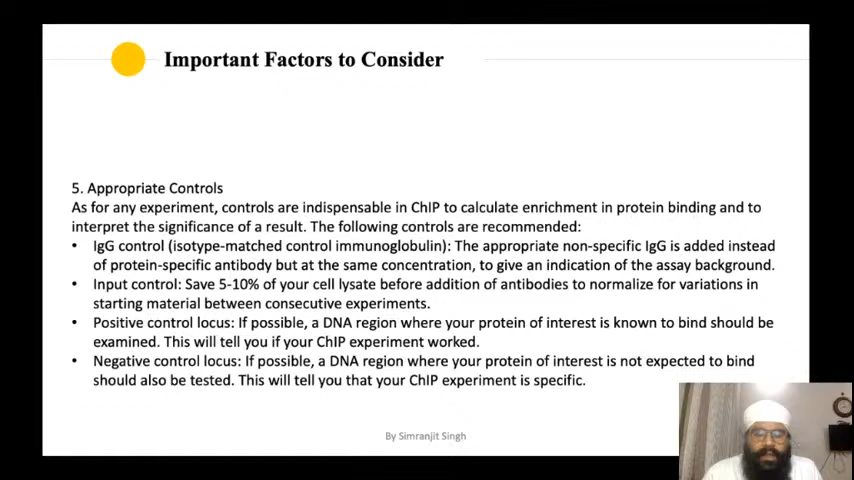 Important Factors to Consider
5. Appropriate Controls
As for any experiment, controls are indispensable in ChIP to calculate enrichment in protein binding and to
interpret the significance of a result. The following controls are recommended:
• IgG control (isotype-matched control immunoglobulin): The appropriate non-specific IgG is added instead
of protein-specific antibody but at the same concentration, to give an indication of the assay background.
• Input control: Save 5-10% of your cell lysate before addition of antibodies to normalize for variations in
starting material between consecutive experiments.
• Positive control locus: If possible, a DNA region where your protein of interest is known to bind should be
examined. This will tell you if your ChIP experiment worked.
• Negative control locus: If possible, a DNA region where your protein of interest is not expected to bind
should also be tested. This will tell you that your ChIP experiment is specific.
By Simranjit Singh